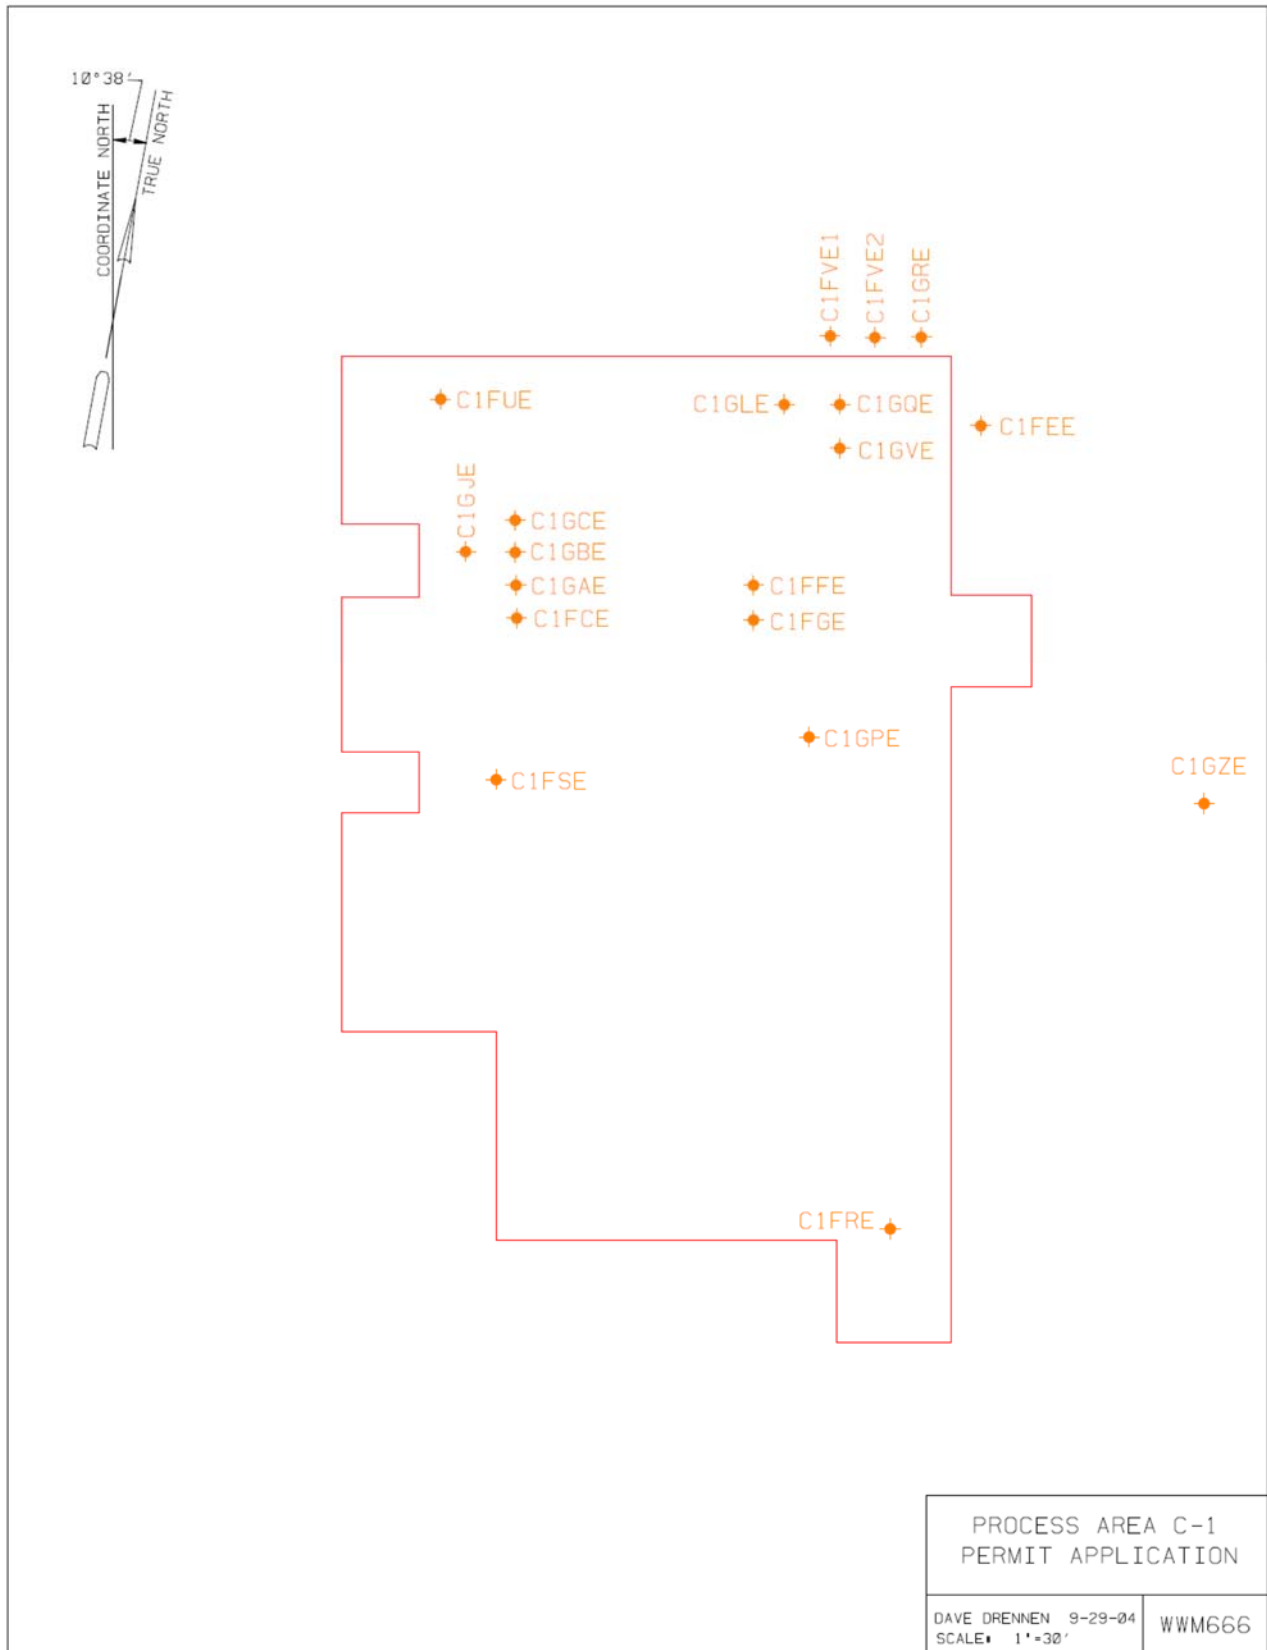 10°38'
COORDINATE NORTH
TRUE NORTH
C1FVE1
C1FVE2
C1GRE
C1FUE
C1GLE
C1GQE
C1FEE
C1GVE
C1GJE
C1GCE
C1GBE
C1GAE
C1FFE
C1FCE
C1FGE
C1GPE
C1GZE
C1FSE
C1FRE
PROCESS AREA C-1
PERMIT APPLICATION
DAVE DRENNEN 9-29-04
SCALE: 1'=30'
WWM666